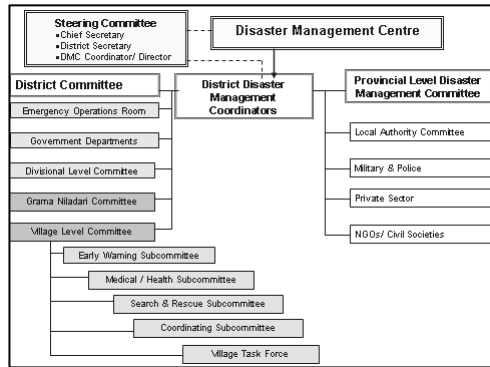 Steering Committee
▪Chief Secretary
▪District Secretary
▪DMC Coordinator/ Director
Disaster Management Centre
District Committee
Emergency Operations Room
Government Departments
Divisional Level Committee
Grama Niladari Committee
Village Level Committee
Early Warning Subcommittee
Medical / Health Subcommittee
Search & Rescue Subcommittee
Coordinating Subcommittee
Village Task Force
District Disaster
Management
Coordinators
Provincial Level Disaster
Management Committee
Local Authority Committee
Military & Police
Private Sector
NGOs/ Civil Societies